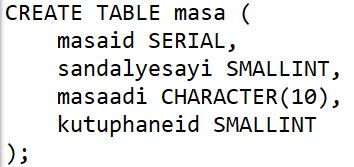 CREATE TABLE masa (
    masaid SERIAL,
    sandalyesayi SMALLINT,
    masaadi CHARACTER(10),
    kutuphaneid SMALLINT
);